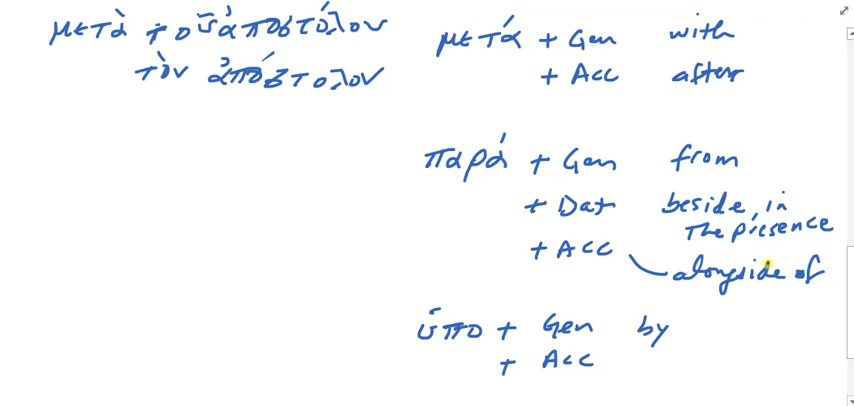 μετὰ τοῦ ἀποστόλου
τὸν ἀπόστολον
μετά + Gen with
+ Acc after
παρά + Gen from
+ Dat beside, in
the presence
+ Acc alongside of
ὑπο + Gen by
+ Acc